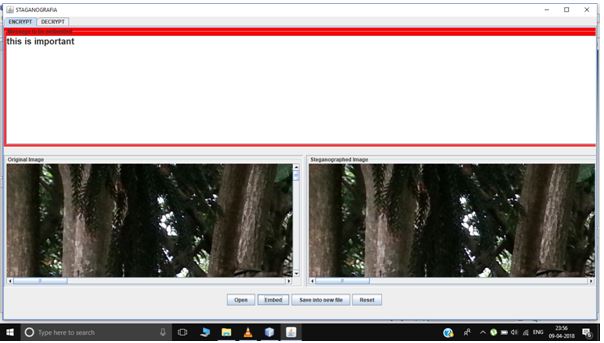 STAGANOGRAFIA
ENCRYPT DECRYPT
Message to be embedded
this is important
Original Image
Steganographed Image
Open Embed Save into new file Reset
Type here to search
ENG
23:56
09-04-2018